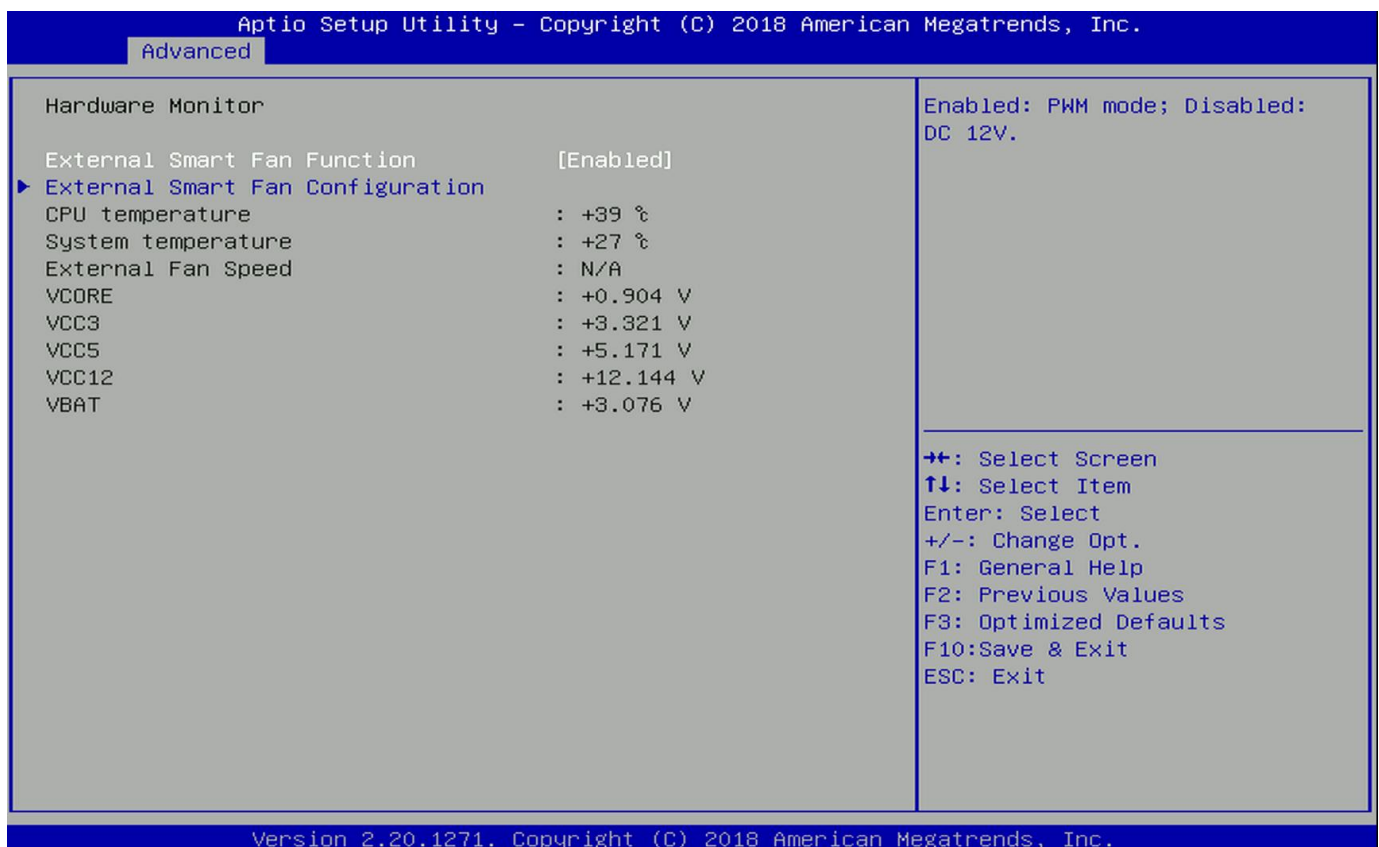 Aptio Setup Utility – Copyright (C) 2018 American Megatrends, Inc.
Advanced
Hardware Monitor
External Smart Fan Function [Enabled]
► External Smart Fan Configuration
CPU temperature : +39 ℃
System temperature : +27 ℃
External Fan Speed : N/A
VCORE : +0.904 V
VCC3 : +3.321 V
VCC5 : +5.171 V
VCC12 : +12.144 V
VBAT : +3.076 V
Enabled: PWM mode; Disabled:
DC 12V.
→←: Select Screen
↑↓: Select Item
Enter: Select
+/-: Change Opt.
F1: General Help
F2: Previous Values
F3: Optimized Defaults
F10:Save & Exit
ESC: Exit
Version 2.20.1271. Copyright (C) 2018 American Megatrends, Inc.